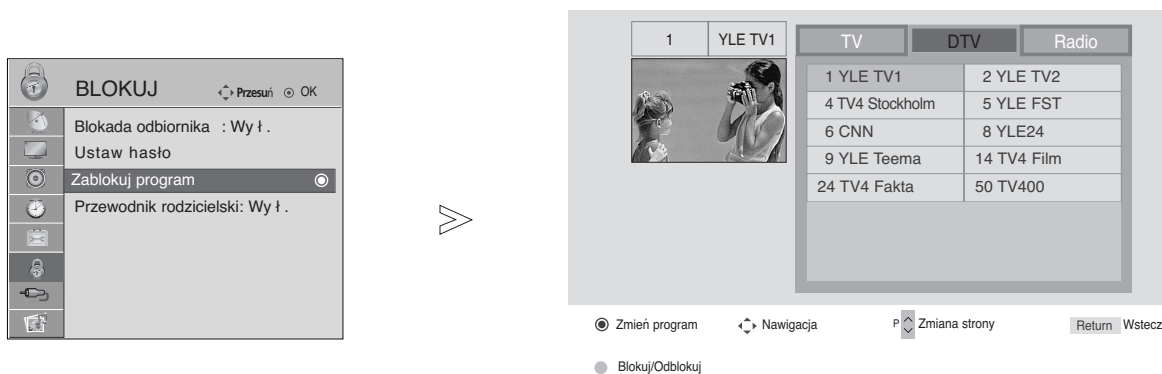 BLOKUJ Przesuń OK
Blokada odbiornika : Wy ł .
Ustaw hasło
Zablokuj program
Przewodnik rodzicielski: Wy ł .
1 YLE TV1
TV DTV Radio
1 YLE TV1 2 YLE TV2
4 TV4 Stockholm 5 YLE FST
6 CNN 8 YLE24
9 YLE Teema 14 TV4 Film
24 TV4 Fakta 50 TV400
Zmień program Nawigacja P Zmiana strony Return Wstecz
Blokuj/Odblokuj